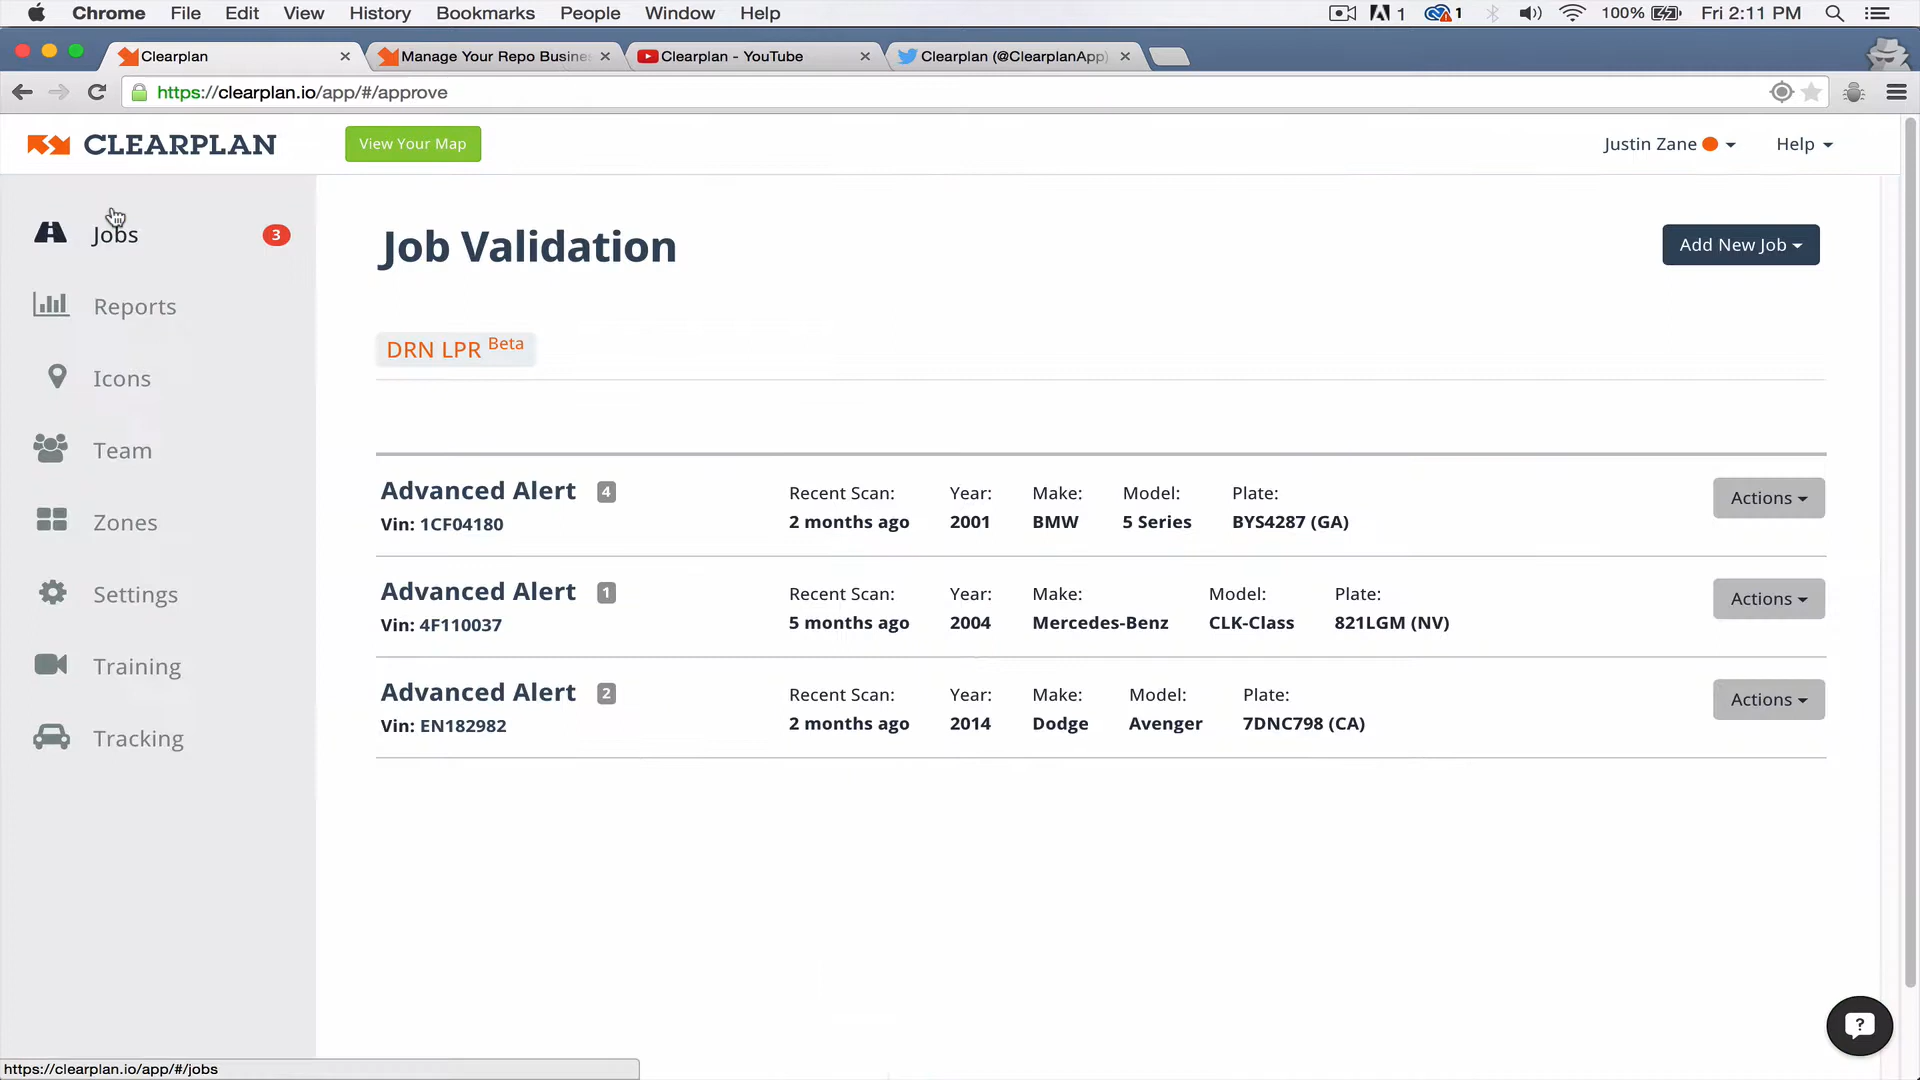 Chrome File Edit View History Bookmarks People Window Help 1 1 100% Fri 2:11 PM
Clearplan Manage Your Repo Busine Clearplan - YouTube Clearplan (@ClearplanApp)
https://clearplan.io/app/#/approve
CLEARPLAN View Your Map Justin Zane Help
Jobs 3
Reports
Icons
Team
Zones
Settings
Training
Tracking
Job Validation Add New Job
DRN LPR Beta
Advanced Alert 4 Recent Scan: Year: Make: Model: Plate: Actions
Vin: 1CF04180 2 months ago 2001 BMW 5 Series BYS4287 (GA)
Advanced Alert 1 Recent Scan: Year: Make: Model: Plate: Actions
Vin: 4F110037 5 months ago 2004 Mercedes-Benz CLK-Class 821LGM (NV)
Advanced Alert 2 Recent Scan: Year: Make: Model: Plate: Actions
Vin: EN182982 2 months ago 2014 Dodge Avenger 7DNC798 (CA)
?
https://clearplan.io/app/#/jobs